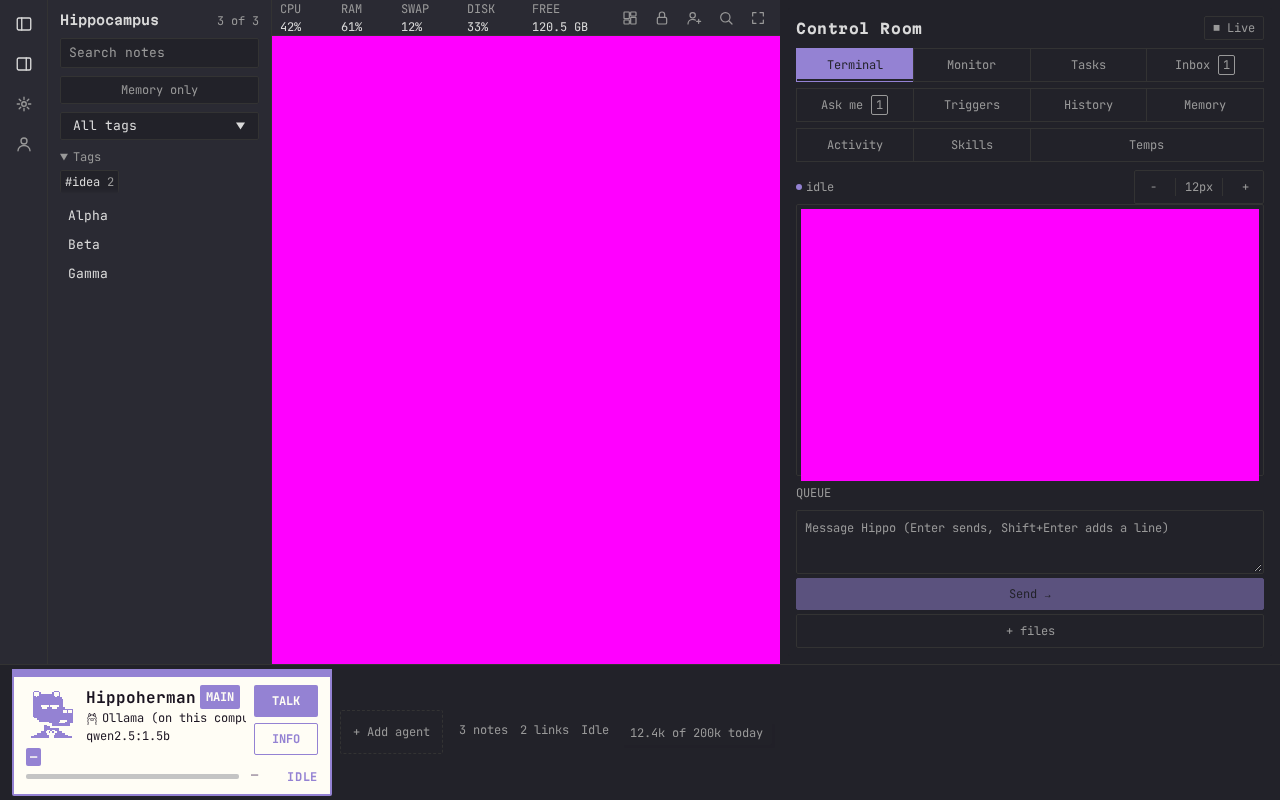 Hippocampus 3 of 3
Search notes
Memory only
All tags
Tags
#idea 2
Alpha
Beta
Gamma
CPU RAM SWAP DISK FREE
42% 61% 12% 33% 120.5 GB
Control Room Live
Terminal Monitor Tasks Inbox 1
Ask me 1 Triggers History Memory
Activity Skills Temps
idle - 12px +
QUEUE
Message Hippo (Enter sends, Shift+Enter adds a line)
Send →
+ files
Hippoherman MAIN TALK
Ollama (on this compu
qwen2.5:1.5b INFO
—
— IDLE
+ Add agent 3 notes 2 links Idle 12.4k of 200k today